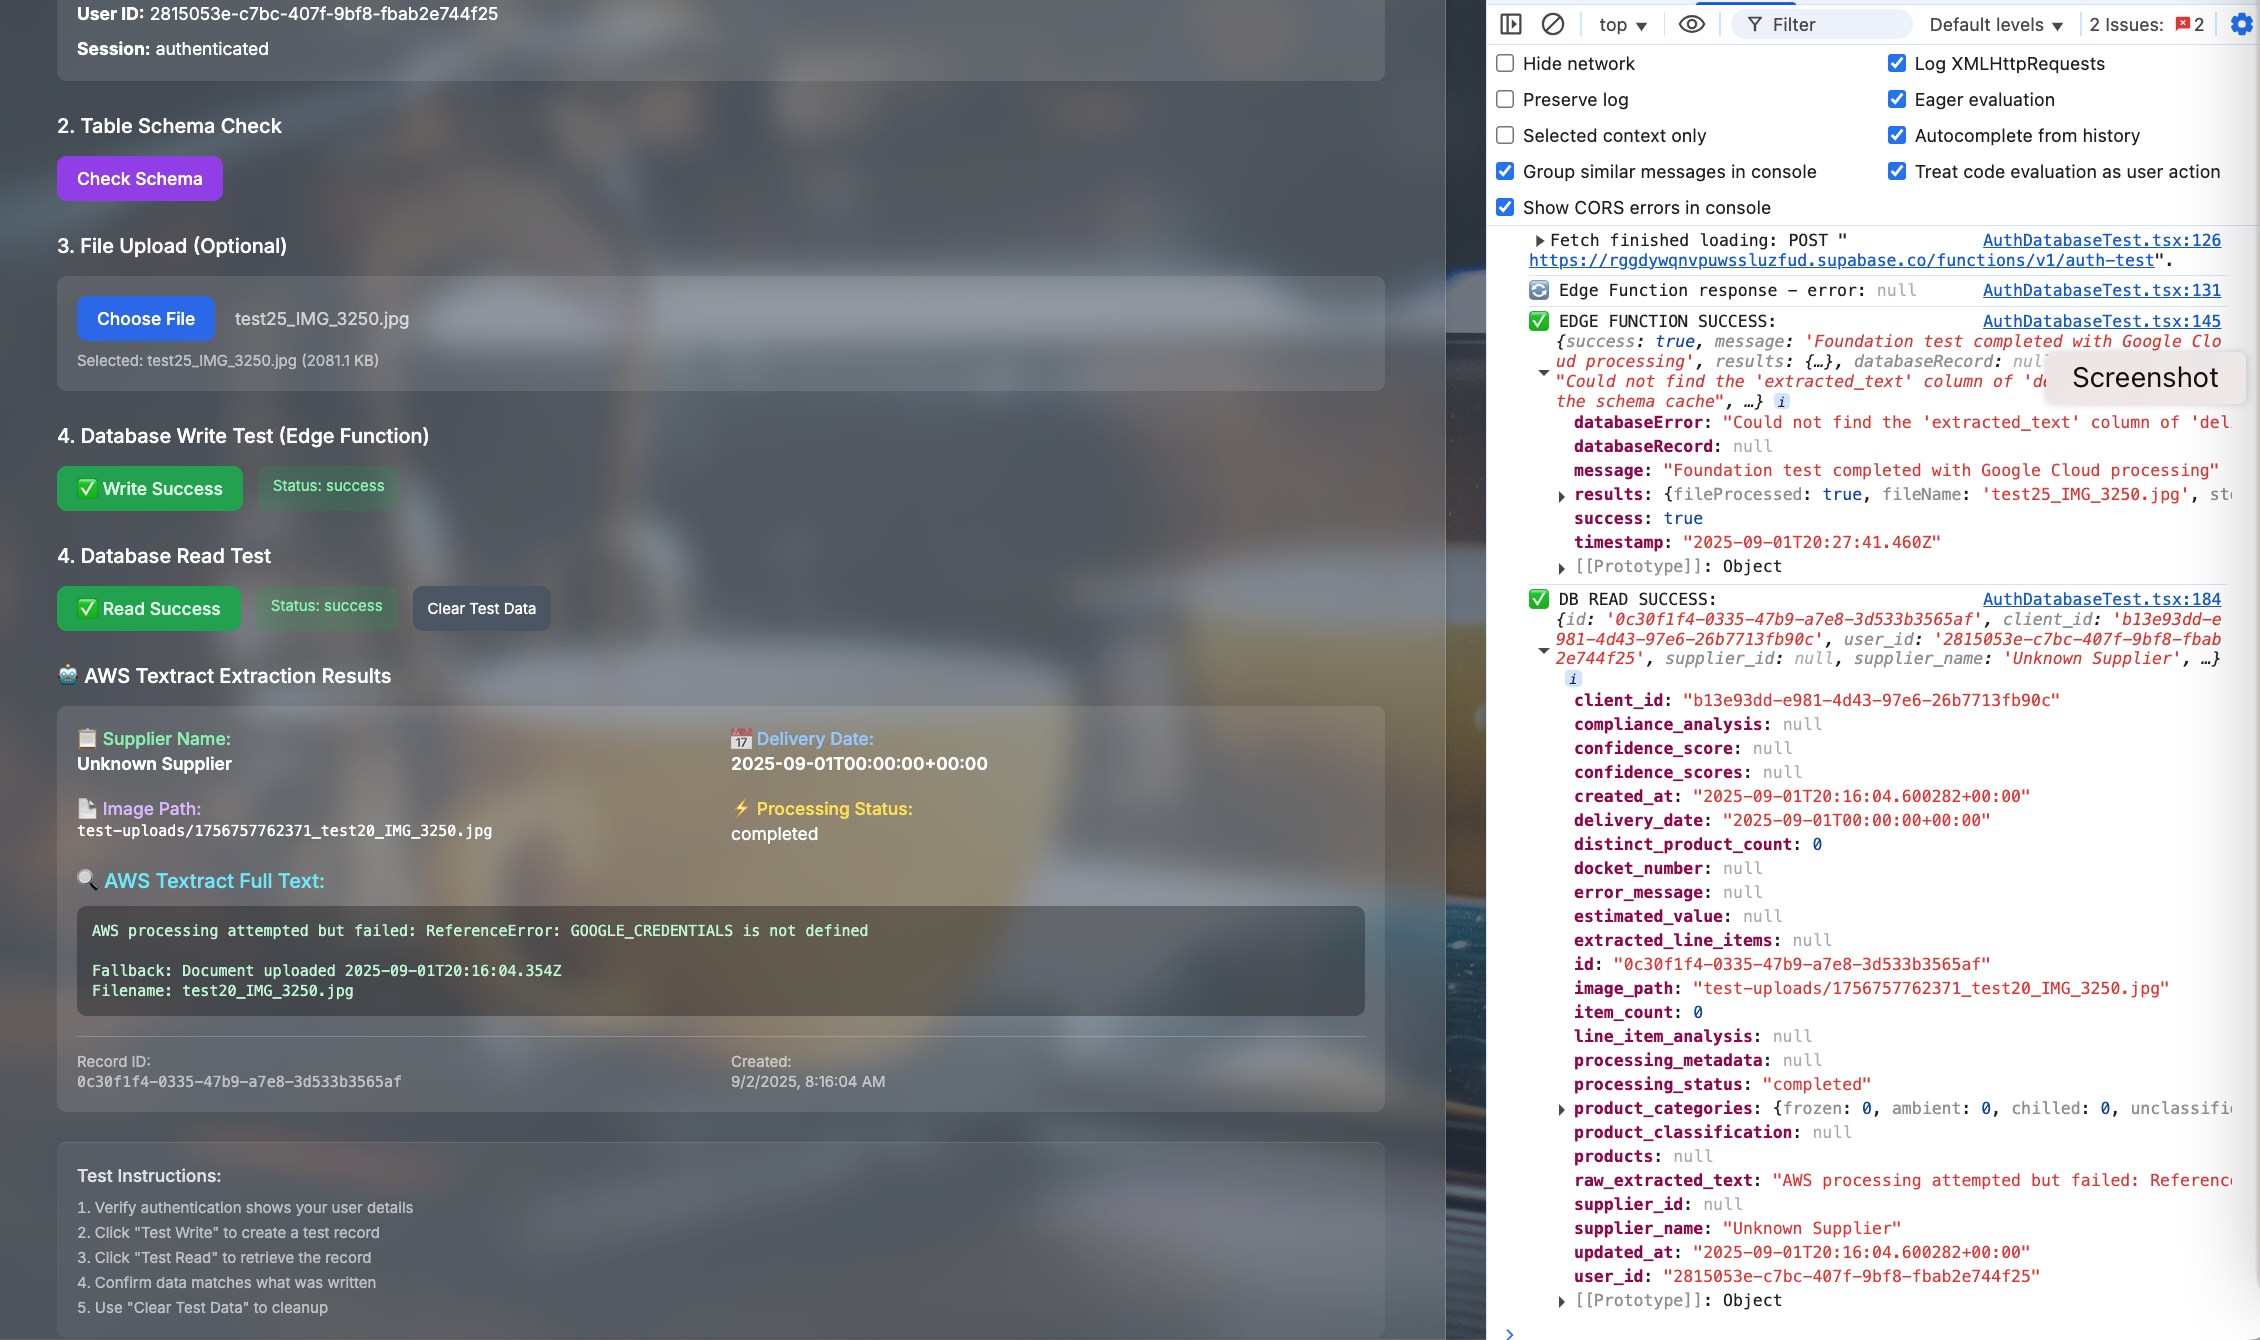 User ID: 2815053e-c7bc-407f-9bf8-fbab2e744f25
Session: authenticated
2. Table Schema Check
Check Schema
3. File Upload (Optional)
Choose File test25_IMG_3250.jpg
Selected: test25_IMG_3250.jpg (2081.1 KB)
4. Database Write Test (Edge Function)
✅ Write Success Status: success
4. Database Read Test
✅ Read Success Status: success Clear Test Data
🤖 AWS Textract Extraction Results
📋 Supplier Name:
Unknown Supplier
📅 Delivery Date:
2025-09-01T00:00:00+00:00
📄 Image Path:
test-uploads/1756757762371_test20_IMG_3250.jpg
⚡ Processing Status:
completed
🔍 AWS Textract Full Text:
AWS processing attempted but failed: ReferenceError: GOOGLE_CREDENTIALS is not defined
Fallback: Document uploaded 2025-09-01T20:16:04.354Z
Filename: test20_IMG_3250.jpg
Record ID:
0c30f1f4-0335-47b9-a7e8-3d533b3565af
Created:
9/2/2025, 8:16:04 AM
Test Instructions:
1. Verify authentication shows your user details
2. Click "Test Write" to create a test record
3. Click "Test Read" to retrieve the record
4. Confirm data matches what was written
5. Use "Clear Test Data" to cleanup
top ▼ Filter Default levels ▼ 2 Issues: 2
Hide network
Log XMLHttpRequests
Preserve log
Eager evaluation
Selected context only
Autocomplete from history
Group similar messages in console
Treat code evaluation as user action
Show CORS errors in console
Fetch finished loading: POST " AuthDatabaseTest.tsx:126
https://rggdywqnvpuwssluzfud.supabase.co/functions/v1/auth-test".
🔄 Edge Function response – error: null AuthDatabaseTest.tsx:131
✅ EDGE FUNCTION SUCCESS: AuthDatabaseTest.tsx:145
{success: true, message: 'Foundation test completed with Google Clo
ud processing', results: {…}, databaseRecord: nul
"Could not find the 'extracted_text' column of 'de
the schema cache", …} i
Screenshot
databaseError: "Could not find the 'extracted_text' column of 'del
databaseRecord: null
message: "Foundation test completed with Google Cloud processing"
results: {fileProcessed: true, fileName: 'test25_IMG_3250.jpg', sto
success: true
timestamp: "2025-09-01T20:27:41.460Z"
[[Prototype]]: Object
✅ DB READ SUCCESS: AuthDatabaseTest.tsx:184
{id: '0c30f1f4-0335-47b9-a7e8-3d533b3565af', client_id: 'b13e93dd-e
981-4d43-97e6-26b7713fb90c', user_id: '2815053e-c7bc-407f-9bf8-fbab
2e744f25', supplier_id: null, supplier_name: 'Unknown Supplier', …}
i
client_id: "b13e93dd-e981-4d43-97e6-26b7713fb90c"
compliance_analysis: null
confidence_score: null
confidence_scores: null
created_at: "2025-09-01T20:16:04.600282+00:00"
delivery_date: "2025-09-01T00:00:00+00:00"
distinct_product_count: 0
docket_number: null
error_message: null
estimated_value: null
extracted_line_items: null
id: "0c30f1f4-0335-47b9-a7e8-3d533b3565af"
image_path: "test-uploads/1756757762371_test20_IMG_3250.jpg"
item_count: 0
line_item_analysis: null
processing_metadata: null
processing_status: "completed"
product_categories: {frozen: 0, ambient: 0, chilled: 0, unclassifie
product_classification: null
products: null
raw_extracted_text: "AWS processing attempted but failed: Reference
supplier_id: null
supplier_name: "Unknown Supplier"
updated_at: "2025-09-01T20:16:04.600282+00:00"
user_id: "2815053e-c7bc-407f-9bf8-fbab2e744f25"
[[Prototype]]: Object